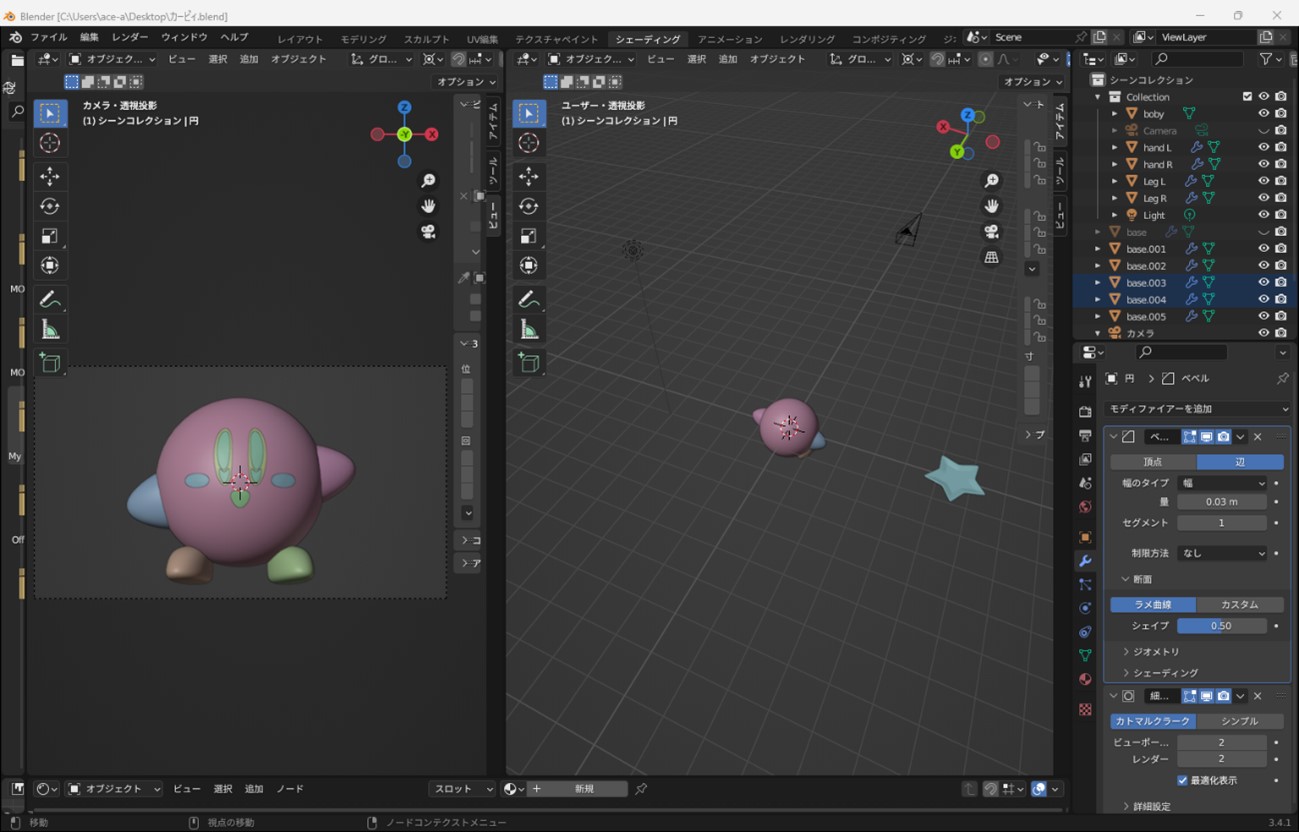 Blender [C:\Users\ace-a\Desktop\カービィ.blend]
ファイル 編集 レンダー ウィンドウ ヘルプ レイアウト モデリング スカルプト UV編集 テクスチャペイント シェーディング アニメーション レンダリング コンポジティング ジ: Scene ViewLayer
オブジェク... ビュー 選択 追加 オブジェクト グロ... オブジェク... ビュー 選択 追加 オブジェクト グロ...
オプション オプション シーンコレクション
カメラ・透視投影 ユーザー・透視投影 Collection
(1) シーンコレクション | 円 (1) シーンコレクション | 円 boby
Camera
hand L
hand R
Leg L
Leg R
Light
base
base.001
base.002
base.003
base.004
base.005
カメラ
アイテム
ツール
ビュー
アイテム
ツール
ビュー
Z
-Y X
Z
X
Y
MO
MO
My
Off
3
位
回
コ
ア
ト
寸
プ
円 ベベル
モディファイアーを追加
ベ...
頂点 辺
幅のタイプ 幅
量 0.03 m
セグメント 1
制限方法 なし
断面
ラメ曲線 カスタム
シェイプ 0.50
ジオメトリ
シェーディング
細...
カトマルクラーク シンプル
ビューポー... 2
レンダー 2
最適化表示
詳細設定
オブジェクト ビュー 選択 追加 ノード スロット 新規
移動 視点の移動 ノードコンテクストメニュー 3.4.1